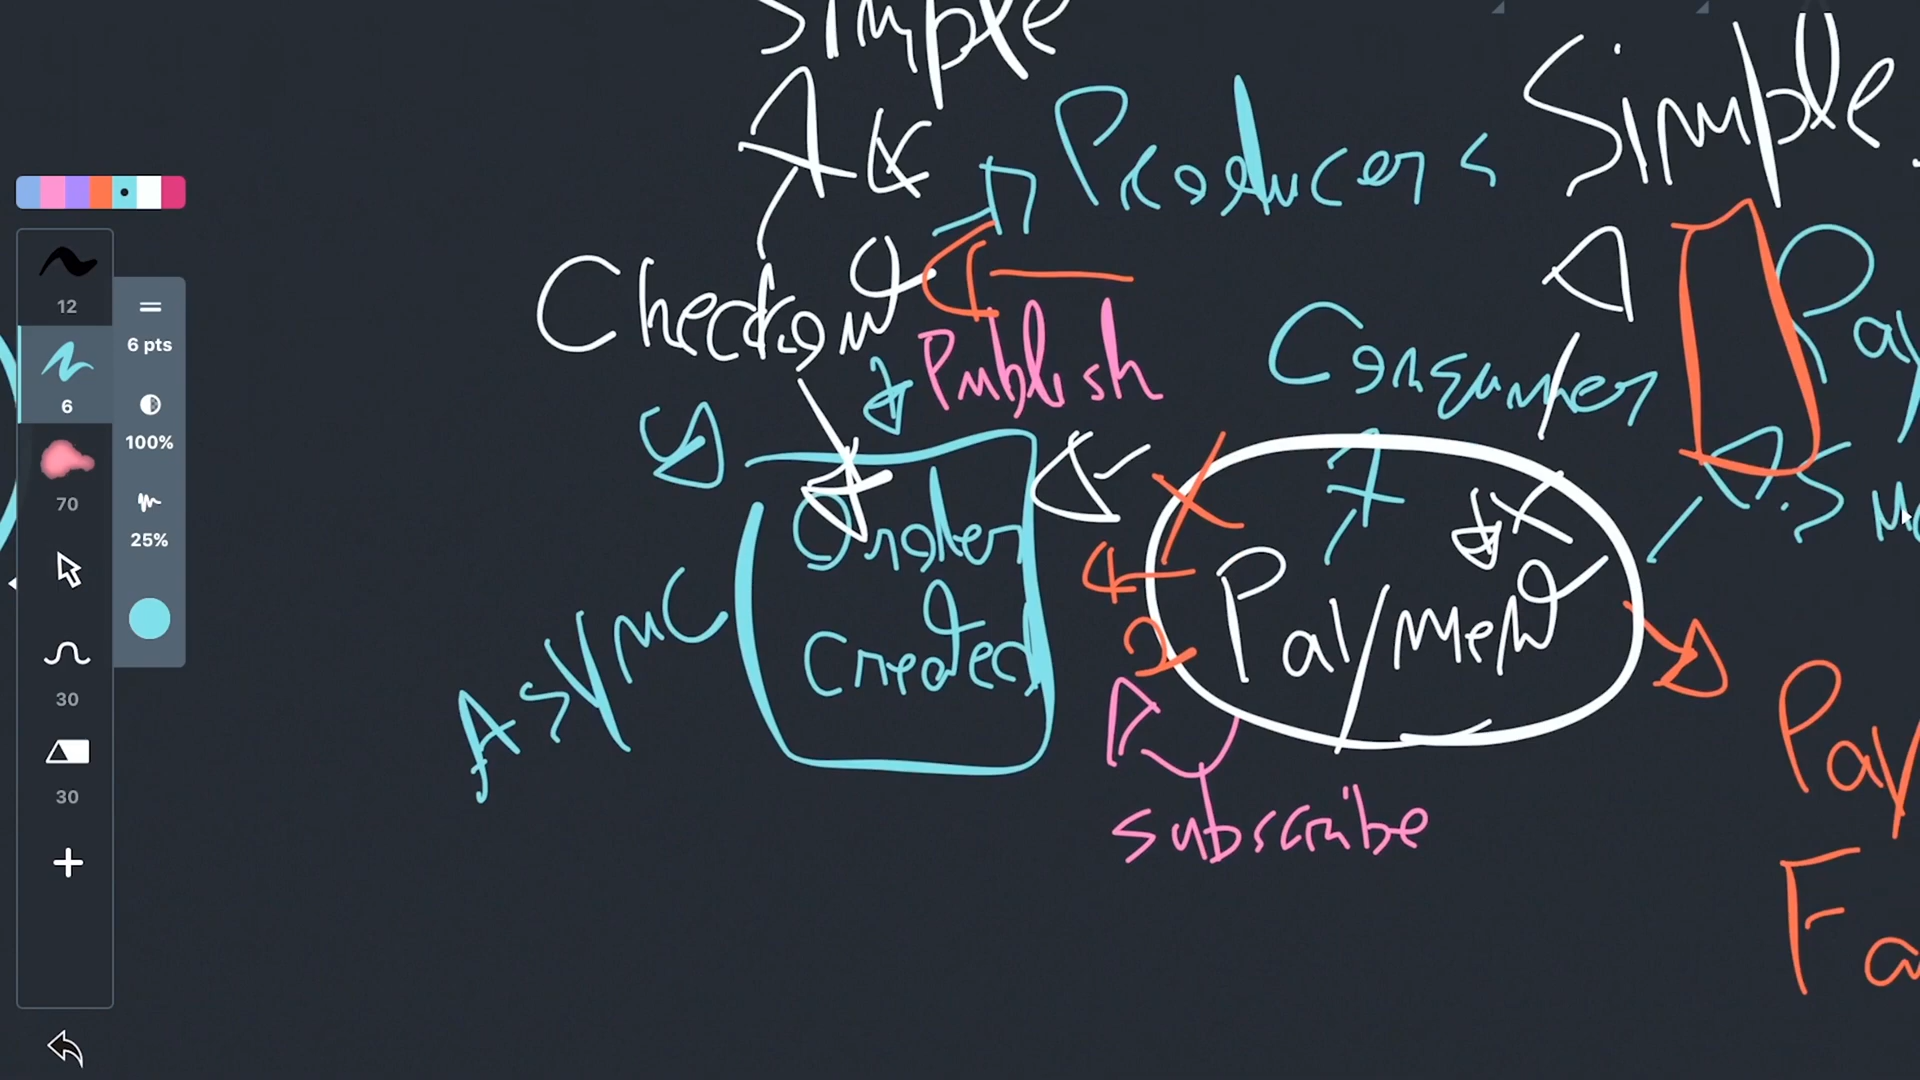 Simple
Producers
Simple
Checkout
Publish
Consumer
Order
Created
Async
Payment
Subscribe
Pay
Fa
12
6
70
30
30
6 pts
100%
25%